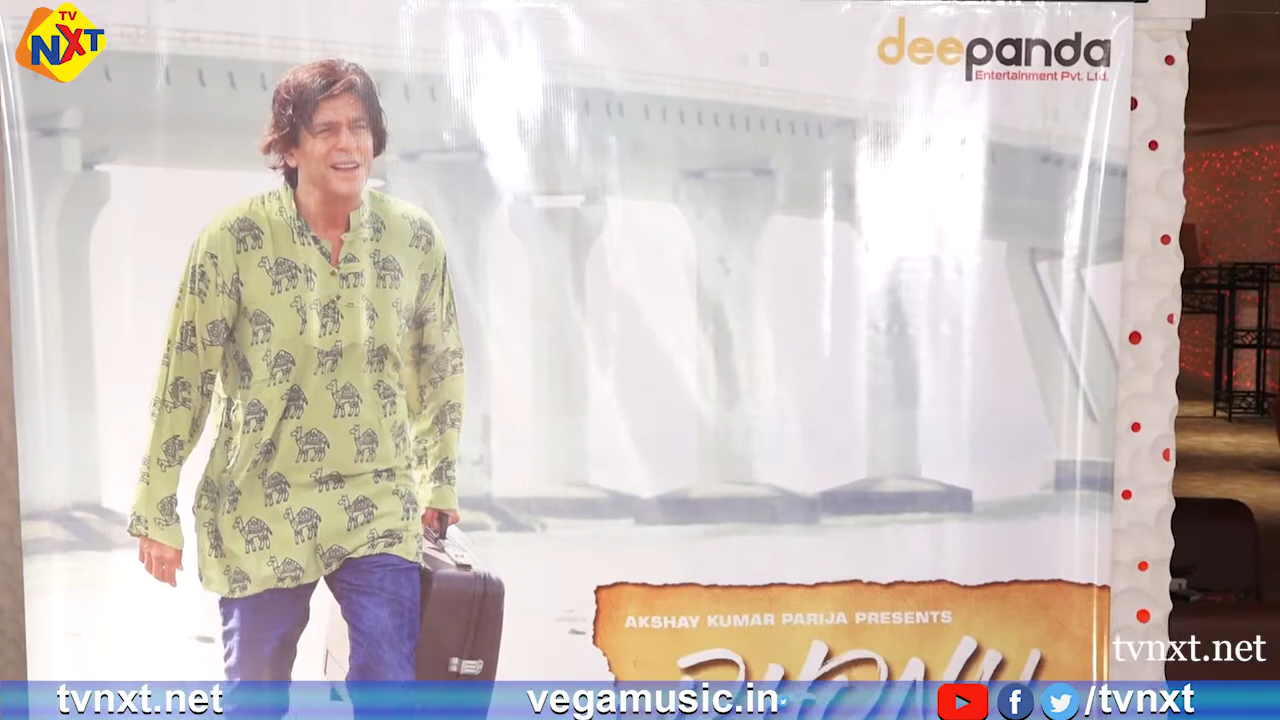 TV
NXT
deepanda
Entertainment Pvt. Ltd.
AKSHAY KUMAR PARIJA PRESENTS
tvnxt.net
tvnxt.net
vegamusic.in
/tvnxt